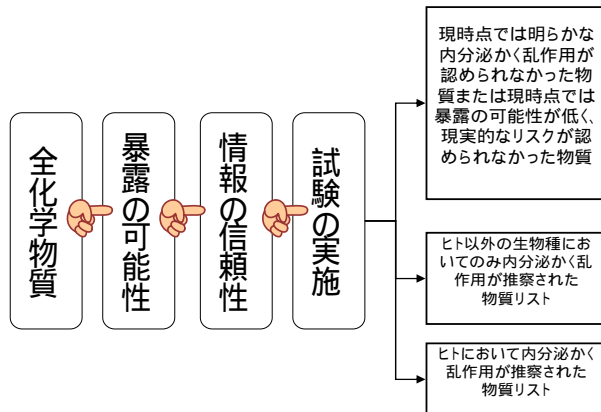 全化学物質
暴露の可能性
情報の信頼性
試験の実施
現時点では明らかな
内分泌かく乱作用が
認められなかった物
質または現時点では
暴露の可能性が低く、
現実的なリスクが認
められなかった物質
ヒト以外の生物種にお
いてのみ内分泌かく乱
作用が推察された
物質リスト
ヒトにおいて内分泌かく
乱作用が推察された
物質リスト